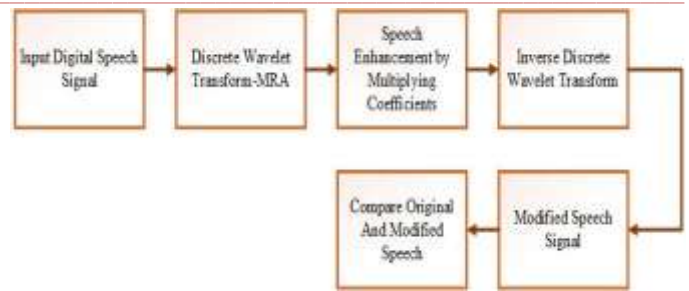 Input Digital Speech
Signal
Discrete Wavelet
Transform-MRA
Speech
Enhancement by
Multiplying
Coefficients
Inverse Discrete
Wavelet Transform
Compare Original
And Modified
Speech
Modified Speech
Signal